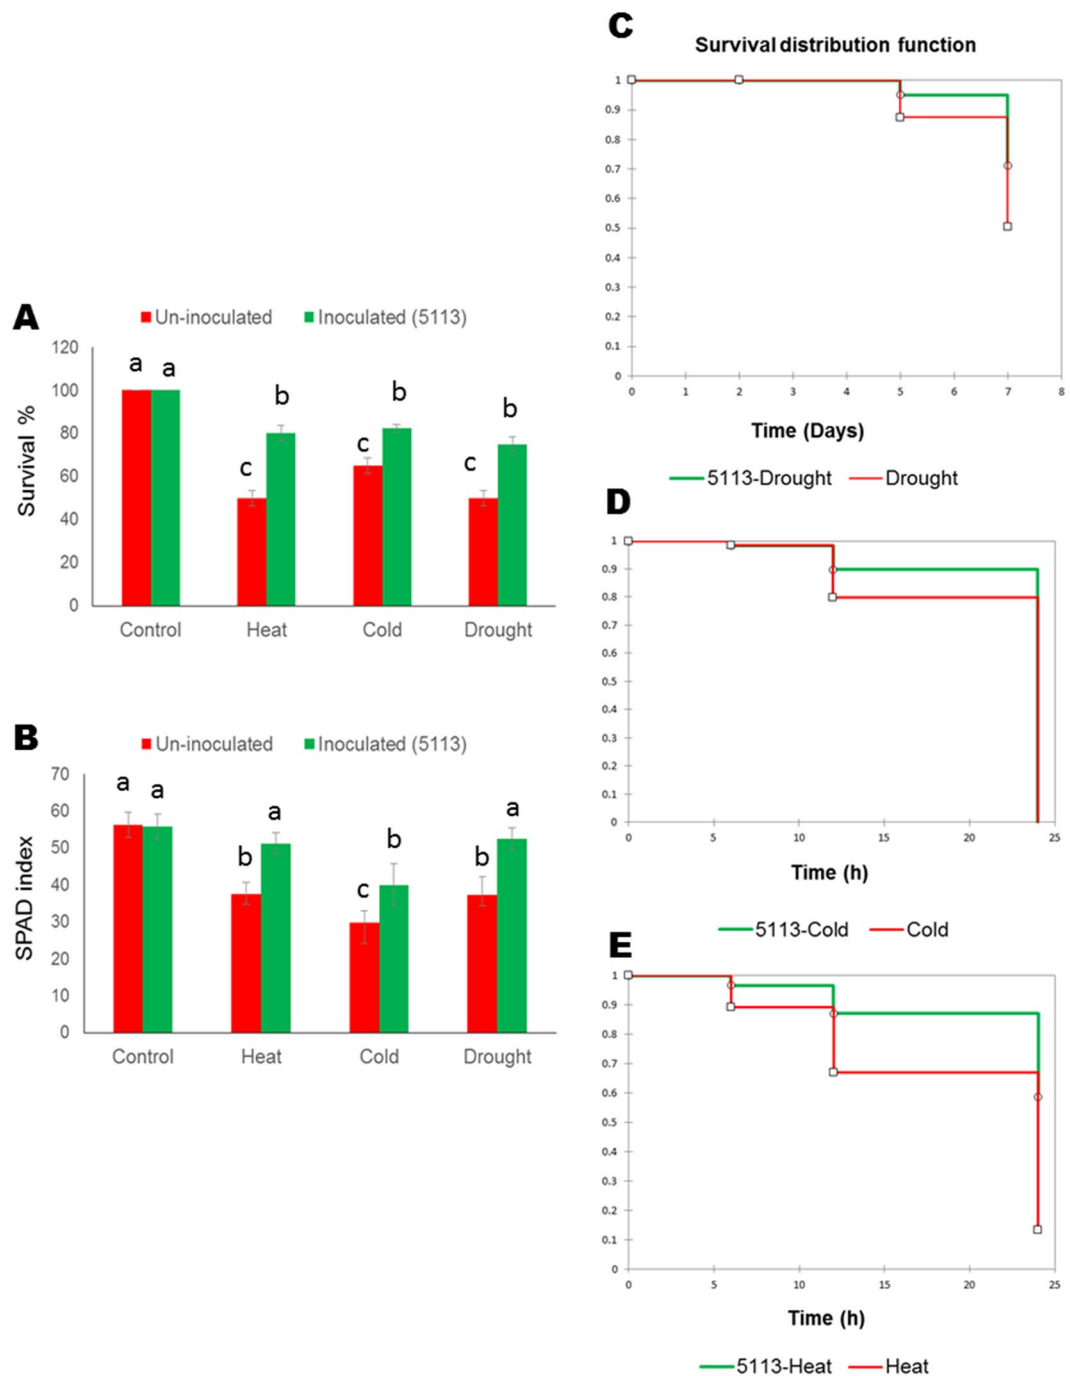 A
Un-inoculated Inoculated (5113)
Survival %
120
100
80
60
40
20
0
a a
c b
c b
c b
Control Heat Cold Drought
B
Un-inoculated Inoculated (5113)
SPAD index
70
60
50
40
30
20
10
0
a a
b a
c b
b a
Control Heat Cold Drought
C
Survival distribution function
1
0.9
0.8
0.7
0.6
0.5
0.4
0.3
0.2
0.1
0
0 1 2 3 4 5 6 7 8
Time (Days)
5113-Drought Drought
D
1
0.9
0.8
0.7
0.6
0.5
0.4
0.3
0.2
0.1
0
0 5 10 15 20 25
Time (h)
5113-Cold Cold
E
1
0.9
0.8
0.7
0.6
0.5
0.4
0.3
0.2
0.1
0
0 5 10 15 20 25
Time (h)
5113-Heat Heat